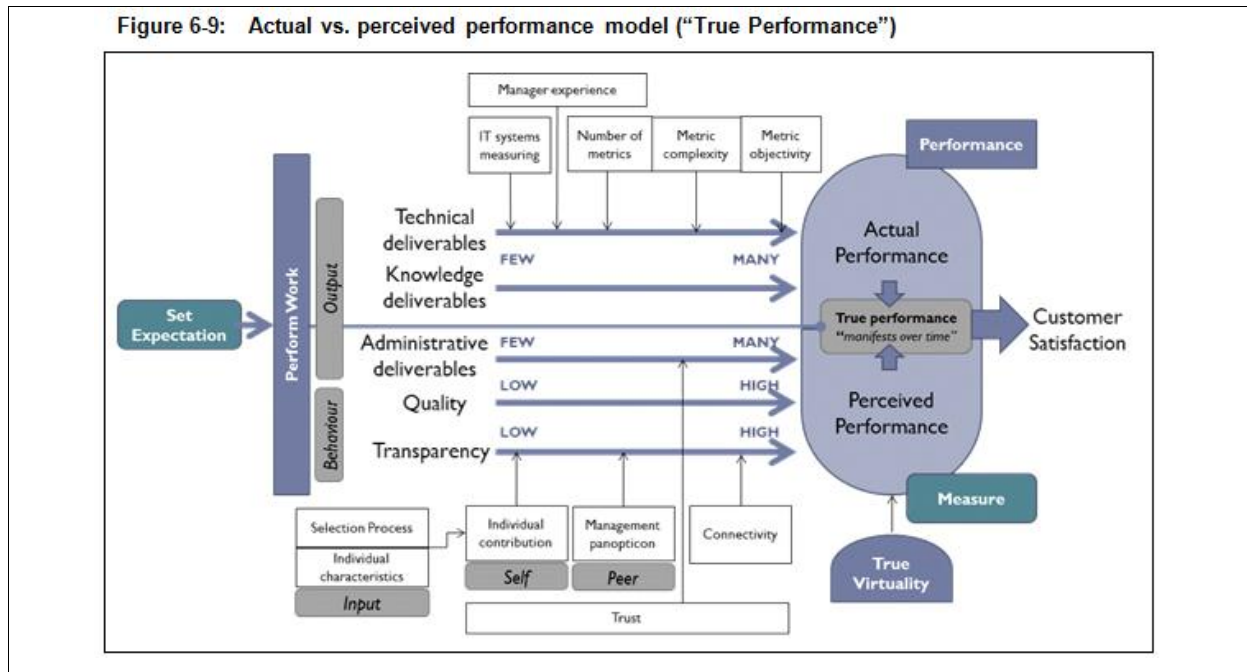 Figure 6-9: Actual vs. perceived performance model (“True Performance”)
Manager experience
IT systems
measuring
Number of
metrics
Metric
complexity
Metric
objectivity
Performance
Set
Expectation
Perform Work
Output
Behaviour
Technical
deliverables
FEW MANY
Knowledge
deliverables
Administrative
deliverables
FEW MANY
LOW HIGH
Quality
LOW HIGH
Transparency
Actual
Performance
True performance
“manifests over time”
Perceived
Performance
Customer
Satisfaction
Measure
True
Virtuality
Selection Process
Individual
characteristics
Input
Individual
contribution
Self
Management
panopticon
Peer
Connectivity
Trust